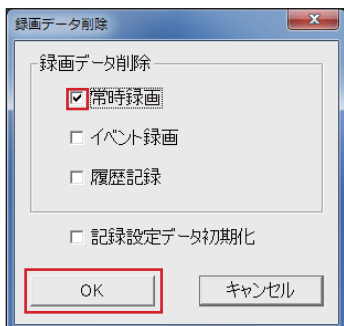 録画データ削除
録画データ削除
常時録画
イベント録画
履歴記録
記録設定データ初期化
OK
キャンセル